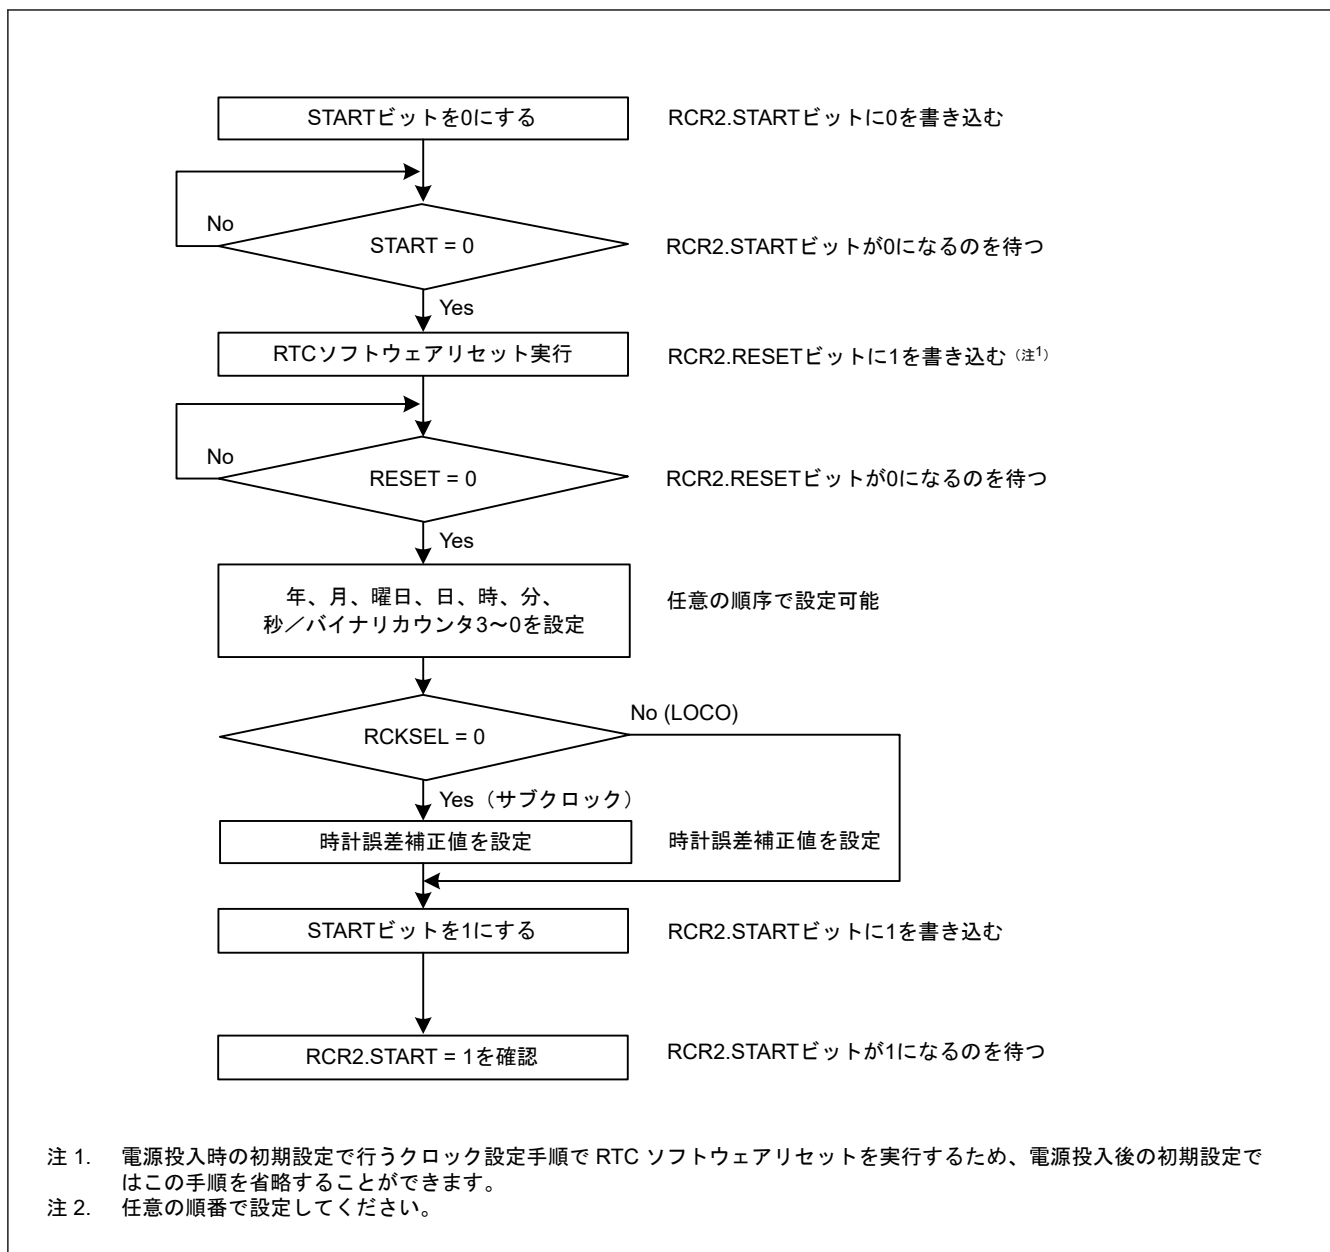 STARTビットを0にする
RCR2.STARTビットに0を書き込む
No
START = 0
RCR2.STARTビットが0になるのを待つ
Yes
RTCソフトウェアリセット実行
RCR2.RESETビットに1を書き込む（注1）
No
RESET = 0
RCR2.RESETビットが0になるのを待つ
Yes
年、月、曜日、日、時、分、
秒／バイナリカウンタ3～0を設定
任意の順序で設定可能
No (LOCO)
RCKSEL = 0
Yes（サブクロック）
時計誤差補正値を設定
時計誤差補正値を設定
STARTビットを1にする
RCR2.STARTビットに1を書き込む
RCR2.START = 1を確認
RCR2.STARTビットが1になるのを待つ
注 1. 電源投入時の初期設定で行うクロック設定手順で RTC ソフトウェアリセットを実行するため、電源投入後の初期設定で
はこの手順を省略することができます。
注 2. 任意の順番で設定してください。